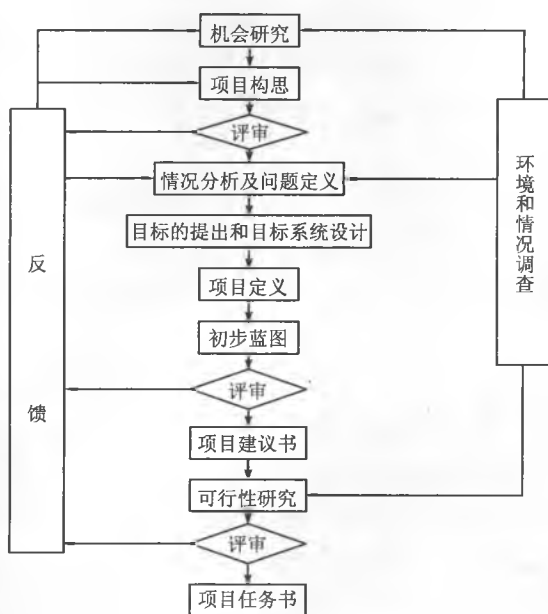 机会研究
项目构思
评审
情况分析及问题定义
目标的提出和目标系统设计
项目定义
初步蓝图
评审
项目建议书
可行性研究
评审
项目任务书
反馈
环境和情况调查